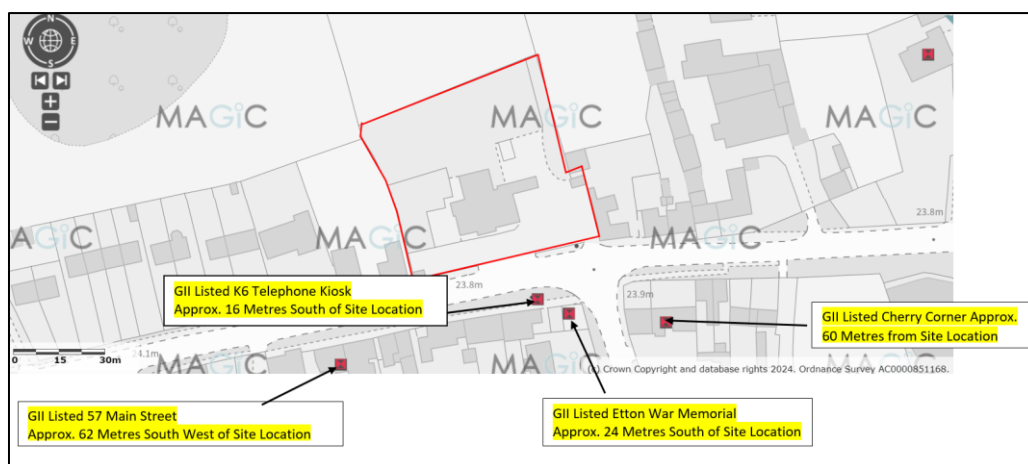 N
W E
S
MAGiC
MAGiC
MAGiC
AGiC
MAGiC
MAGiC
23.8m
GII Listed K6 Telephone Kiosk
Approx. 16 Metres South of Site Location
23.8m
23.9m
GII Listed Cherry Corner Approx.
60 Metres from Site Location
0 15 30m
24.1m
MAGiC
MAGiC
MAGiC
(c) Crown Copyright and database rights 2024. Ordnance Survey AC0000851168.
GII Listed 57 Main Street
Approx. 62 Metres South West of Site Location
GII Listed Etton War Memorial
Approx. 24 Metres South of Site Location